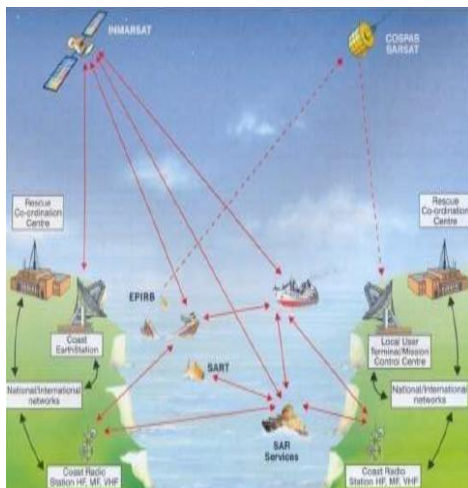 INMARSAT
COSPAS
SARSAT
Rescue
Co-ordination
Centre
Rescue
Co-ordination
Centre
EPIRB
Coast
EarthStation
Local User
Terminal/Mission
Control Centre
SART
National/International
networks
National/International
networks
SAR
Services
Coast Radio
Station HF, MF, VHF
Coast Radio
Station HF, MF, VHF